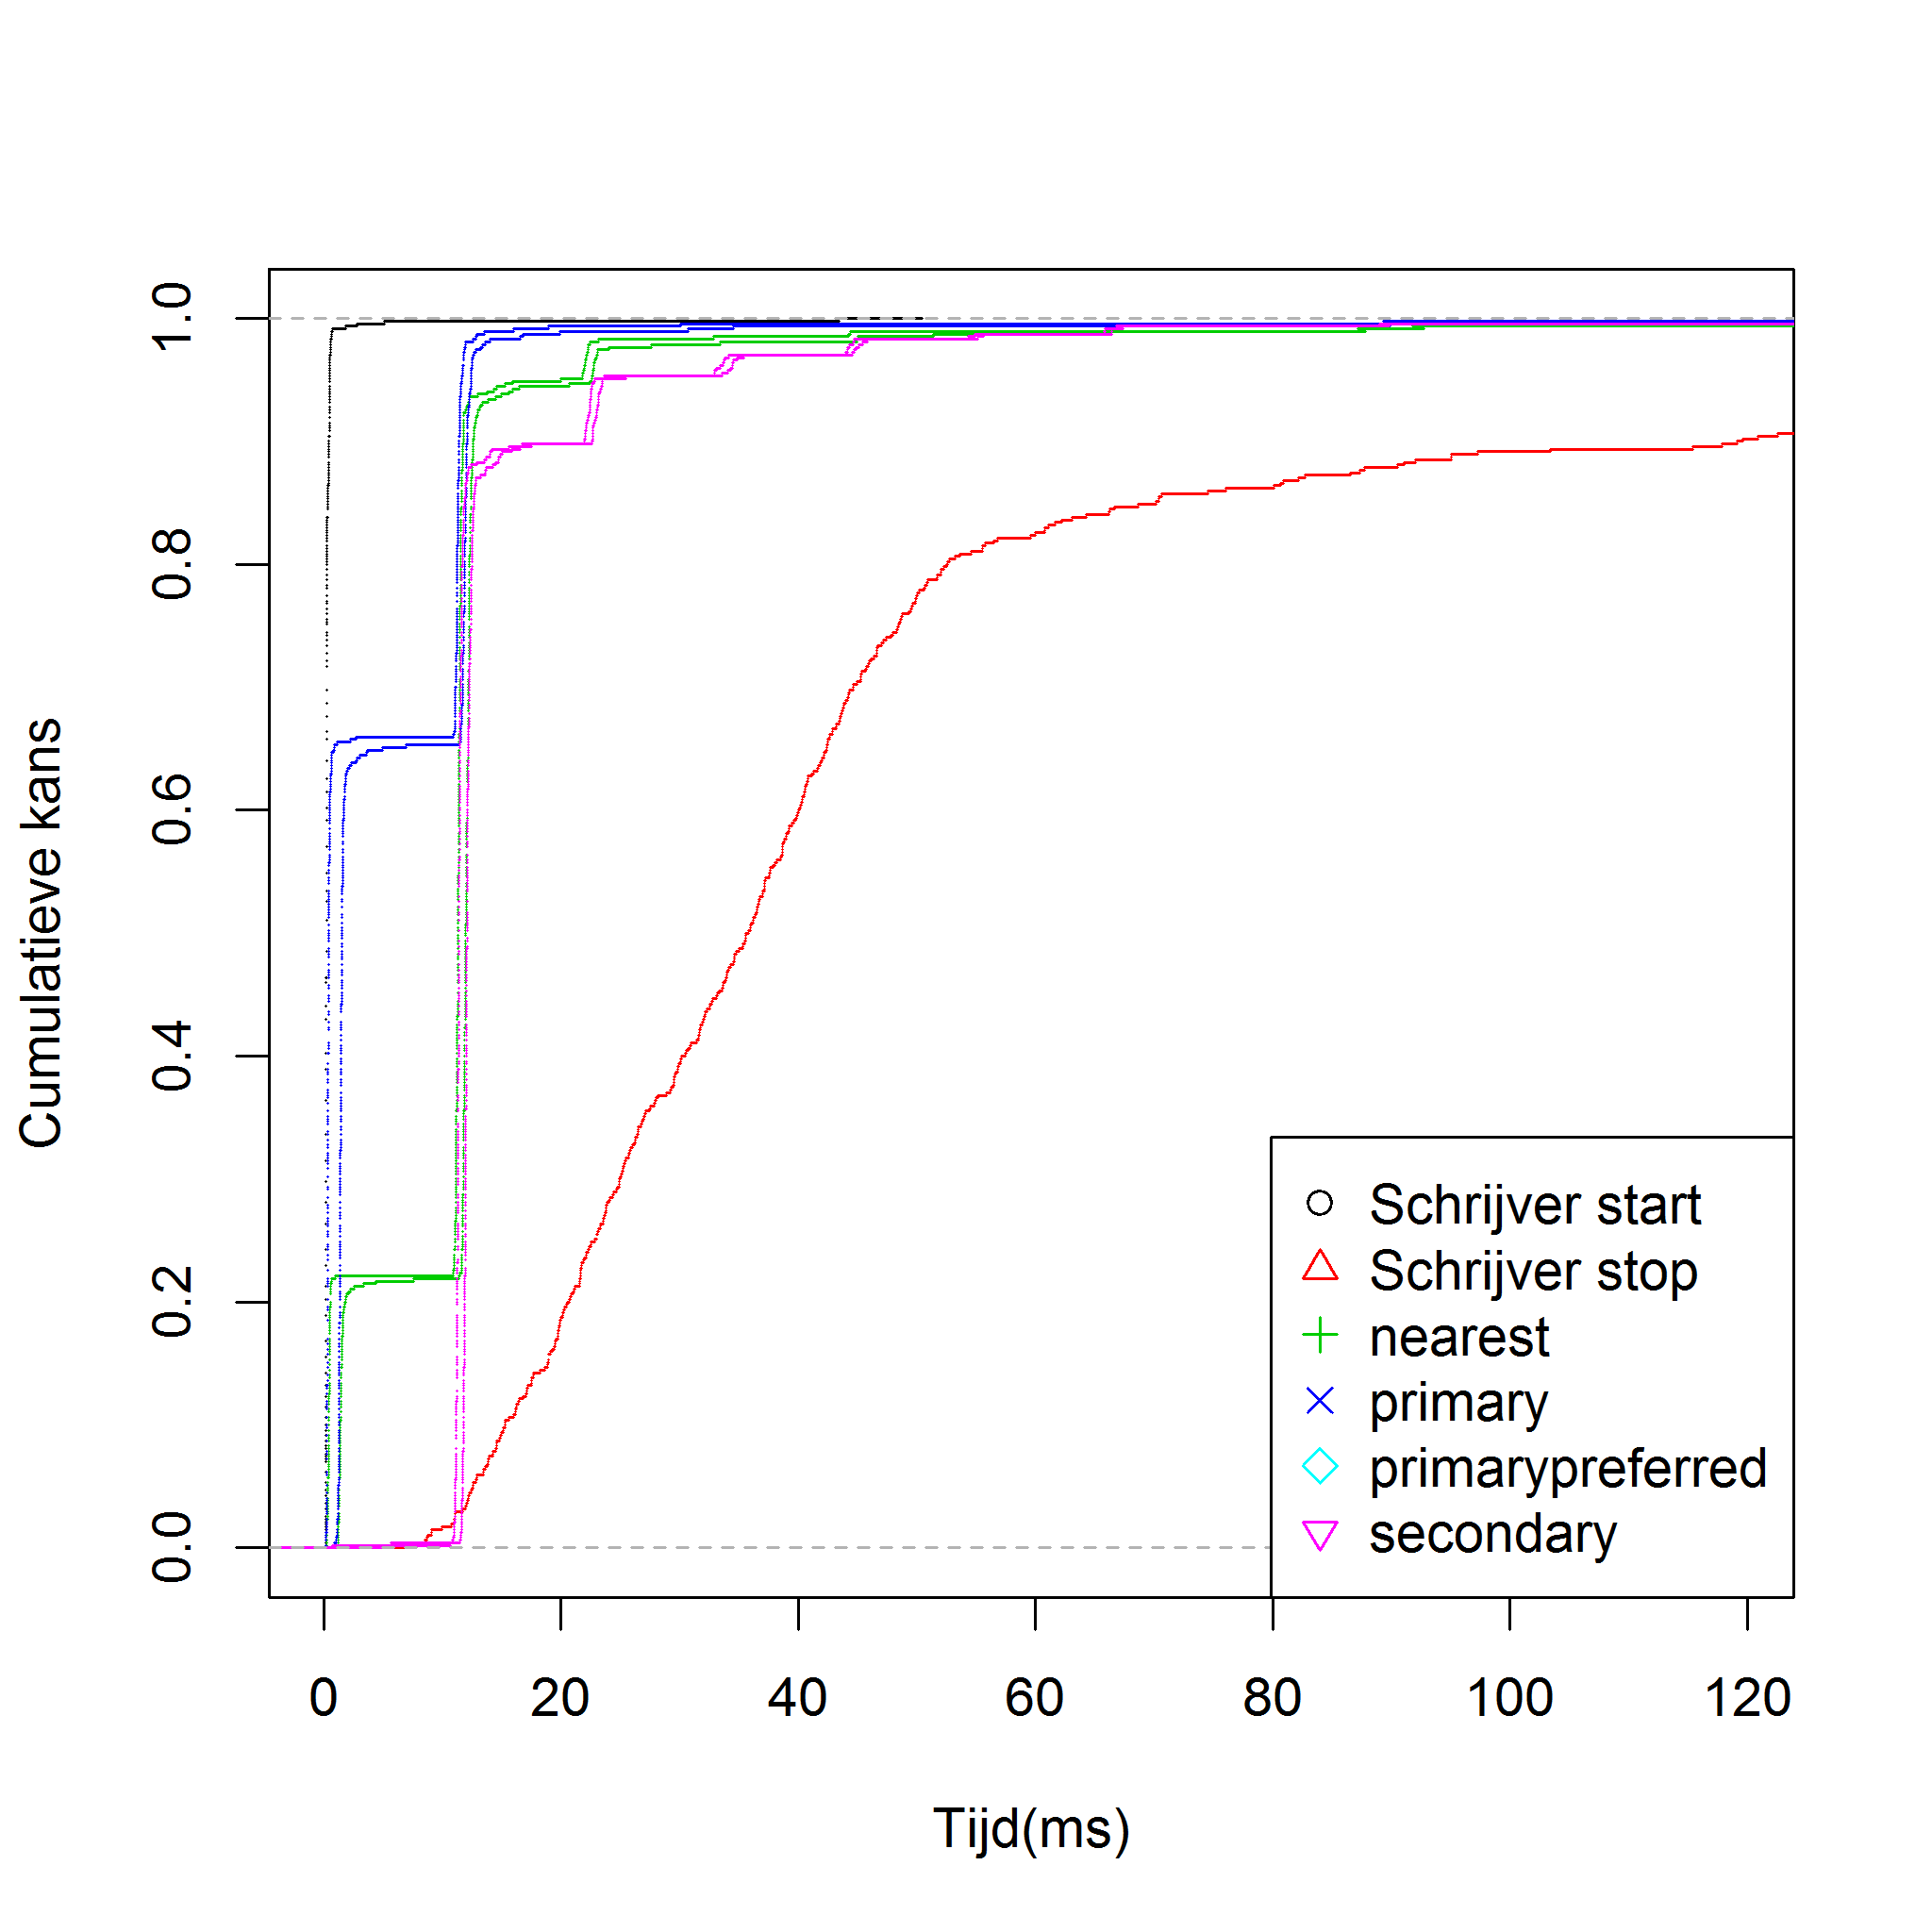 Cumulatieve kans
1.0
0.8
0.6
0.4
0.2
0.0
Schrijver start
Schrijver stop
nearest
primary
primarypreferred
secondary
0 20 40 60 80 100 120
Tijd(ms)